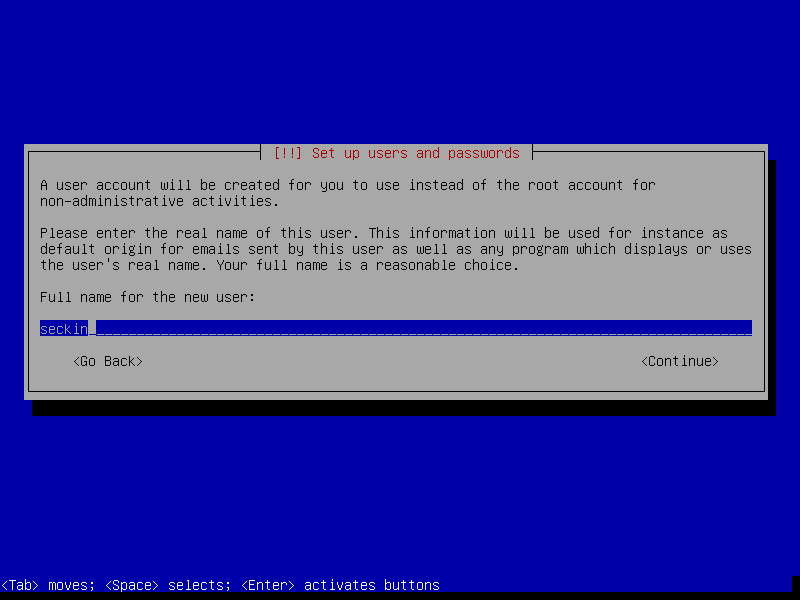 [!!] Set up users and passwords
A user account will be created for you to use instead of the root account for
non-administrative activities.
Please enter the real name of this user. This information will be used for instance as
default origin for emails sent by this user as well as any program which displays or uses
the user's real name. Your full name is a reasonable choice.
Full name for the new user:
seckin
<Go Back> <Continue>
<Tab> moves; <Space> selects; <Enter> activates buttons